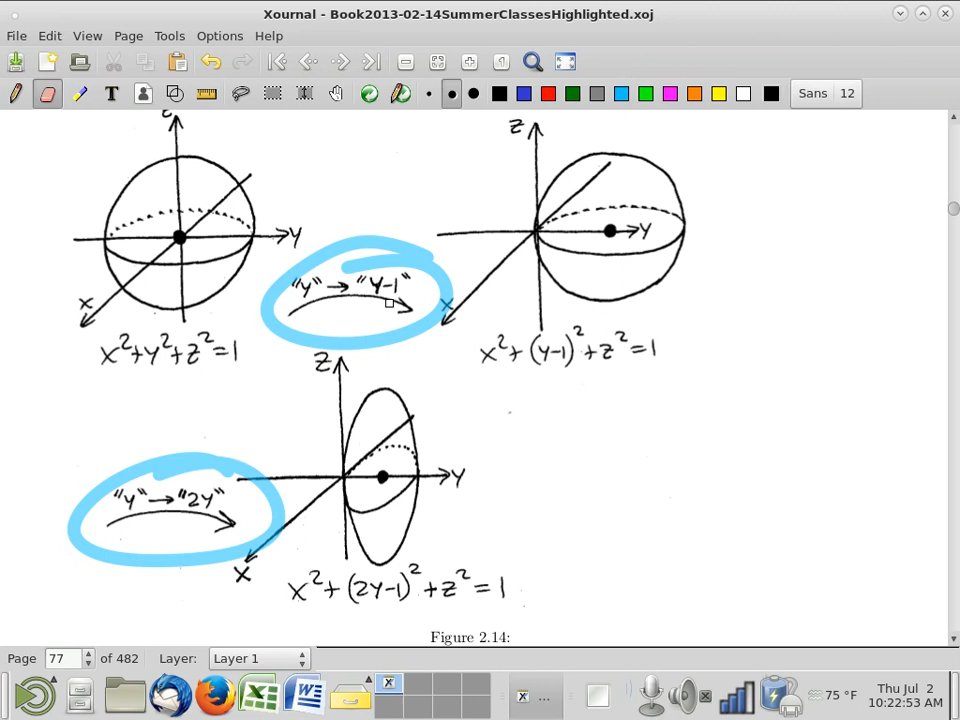 Xournal - Book2013-02-14SummerClassesHighlighted.xoj
File Edit View Page Tools Options Help
Sans 12
z
y
x
x²+y²+z²=1
"y" → "y-1"
z
y
x
x²+(y-1)²+z²=1
"y" → "2y"
z
y
x
x²+(2y-1)²+z²=1
Figure 2.14:
Page 77 of 482 Layer: Layer 1
...
75 °F
Thu Jul 2
10:22:53 AM